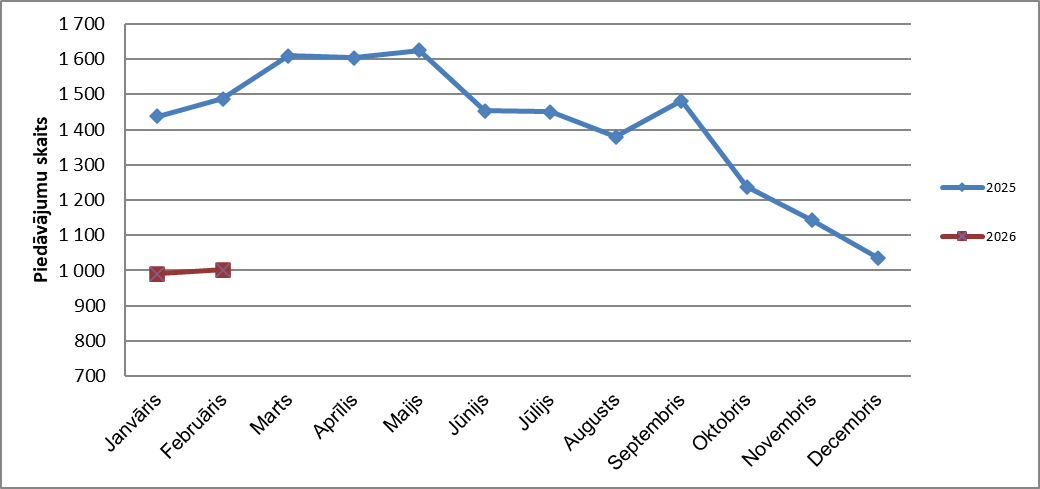 Piedāvājumu skaits
1 700
1 600
1 500
1 400
1 300
1 200
1 100
1 000
900
800
700
Janvāris
Februāris
Marts
Aprīlis
Maijs
Jūnijs
Jūlijs
Augusts
Septembris
Oktobris
Novembris
Decembris
2025
2026